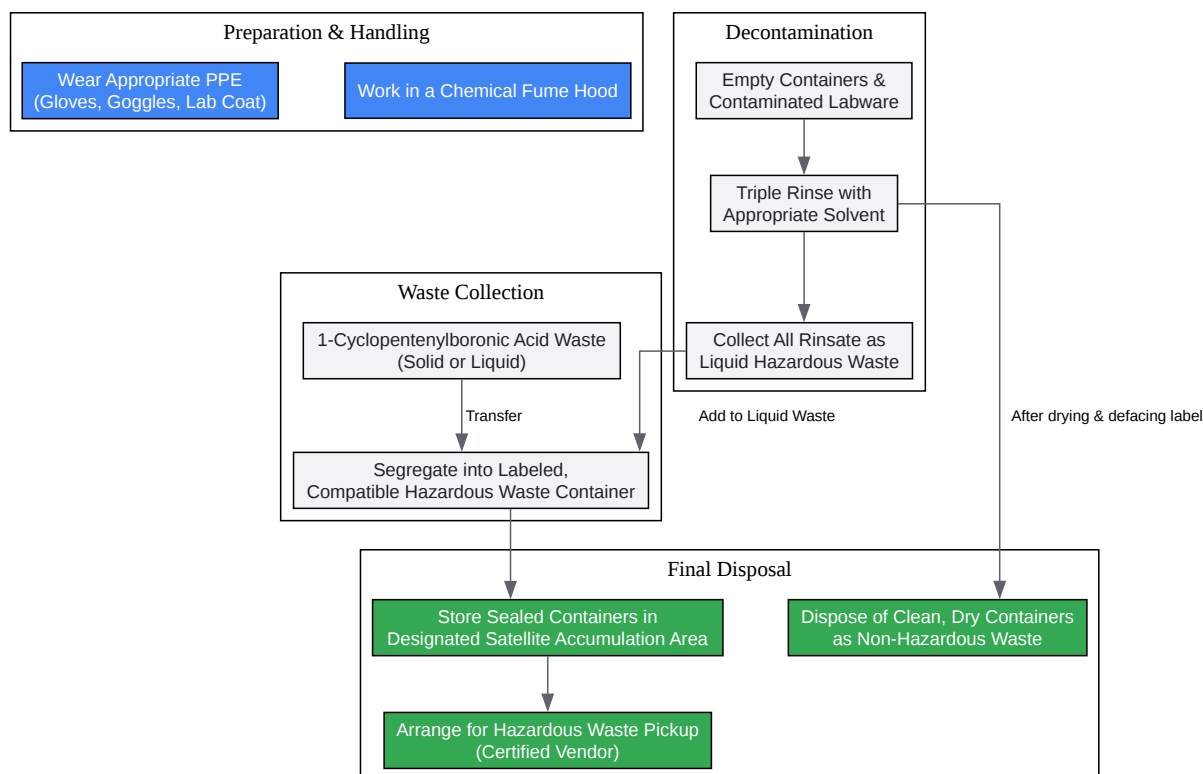 Preparation & Handling
Wear Appropriate PPE
(Gloves, Goggles, Lab Coat)
Work in a Chemical Fume Hood
Decontamination
Empty Containers &
Contaminated Labware
Triple Rinse with
Appropriate Solvent
Collect All Rinsate as
Liquid Hazardous Waste
Waste Collection
1-Cyclopentenylboronic Acid Waste
(Solid or Liquid)
Transfer
Add to Liquid Waste
After drying & defacing label
Segregate into Labeled,
Compatible Hazardous Waste Container
Final Disposal
Store Sealed Containers in
Designated Satellite Accumulation Area
Dispose of Clean, Dry Containers
as Non-Hazardous Waste
Arrange for Hazardous Waste Pickup
(Certified Vendor)